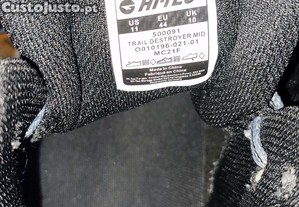 CustoJusto.pt
HI-TEC
US EU UK
11 44 10
500091
TRAIL DESTROYER MID
O010196-021-01
MC21F
Made in China
Fabriqué en China